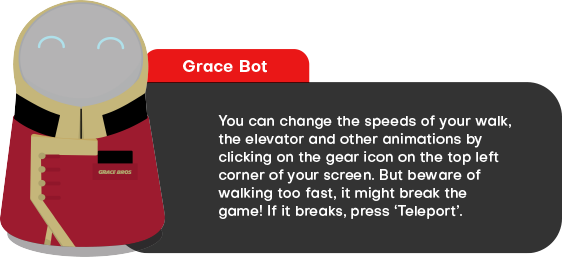 Grace Bot
You can change the speeds of your walk,
the elevator and other animations by
clicking on the gear icon on the top left
corner of your screen. But beware of
walking too fast, it might break the
game! If it breaks, press ‘Teleport’.
GRACE BROS